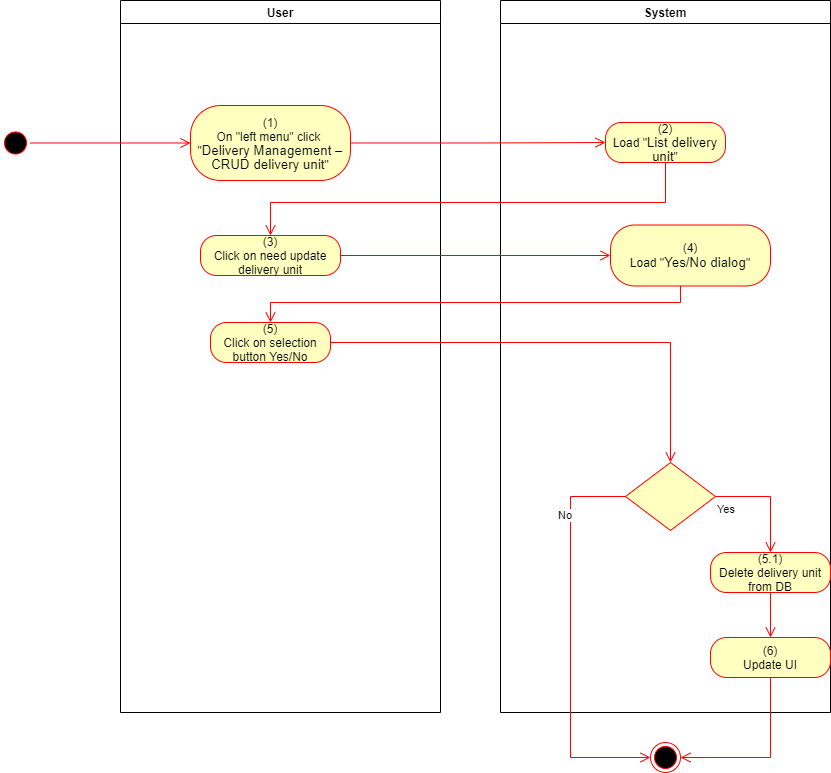 User
System
(1)
On "left menu" click
"Delivery Management –
CRUD delivery unit"
(2)
Load "List delivery
unit"
(3)
Click on need update
delivery unit
(4)
Load "Yes/No dialog"
(5)
Click on selection
button Yes/No
No
Yes
(5.1)
Delete delivery unit
from DB
(6)
Update UI